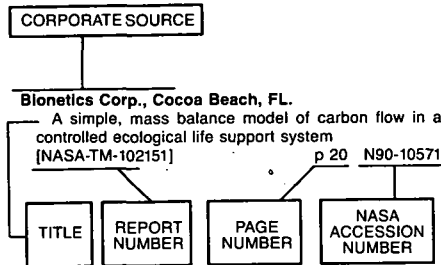 CORPORATE SOURCE
Bionetics Corp., Cocoa Beach, FL.
A simple, mass balance model of carbon flow in a
controlled ecological life support system
[NASA-TM-102151] p 20 N90-10571
TITLE
REPORT
NUMBER
PAGE
NUMBER
NASA
ACCESSION
NUMBER